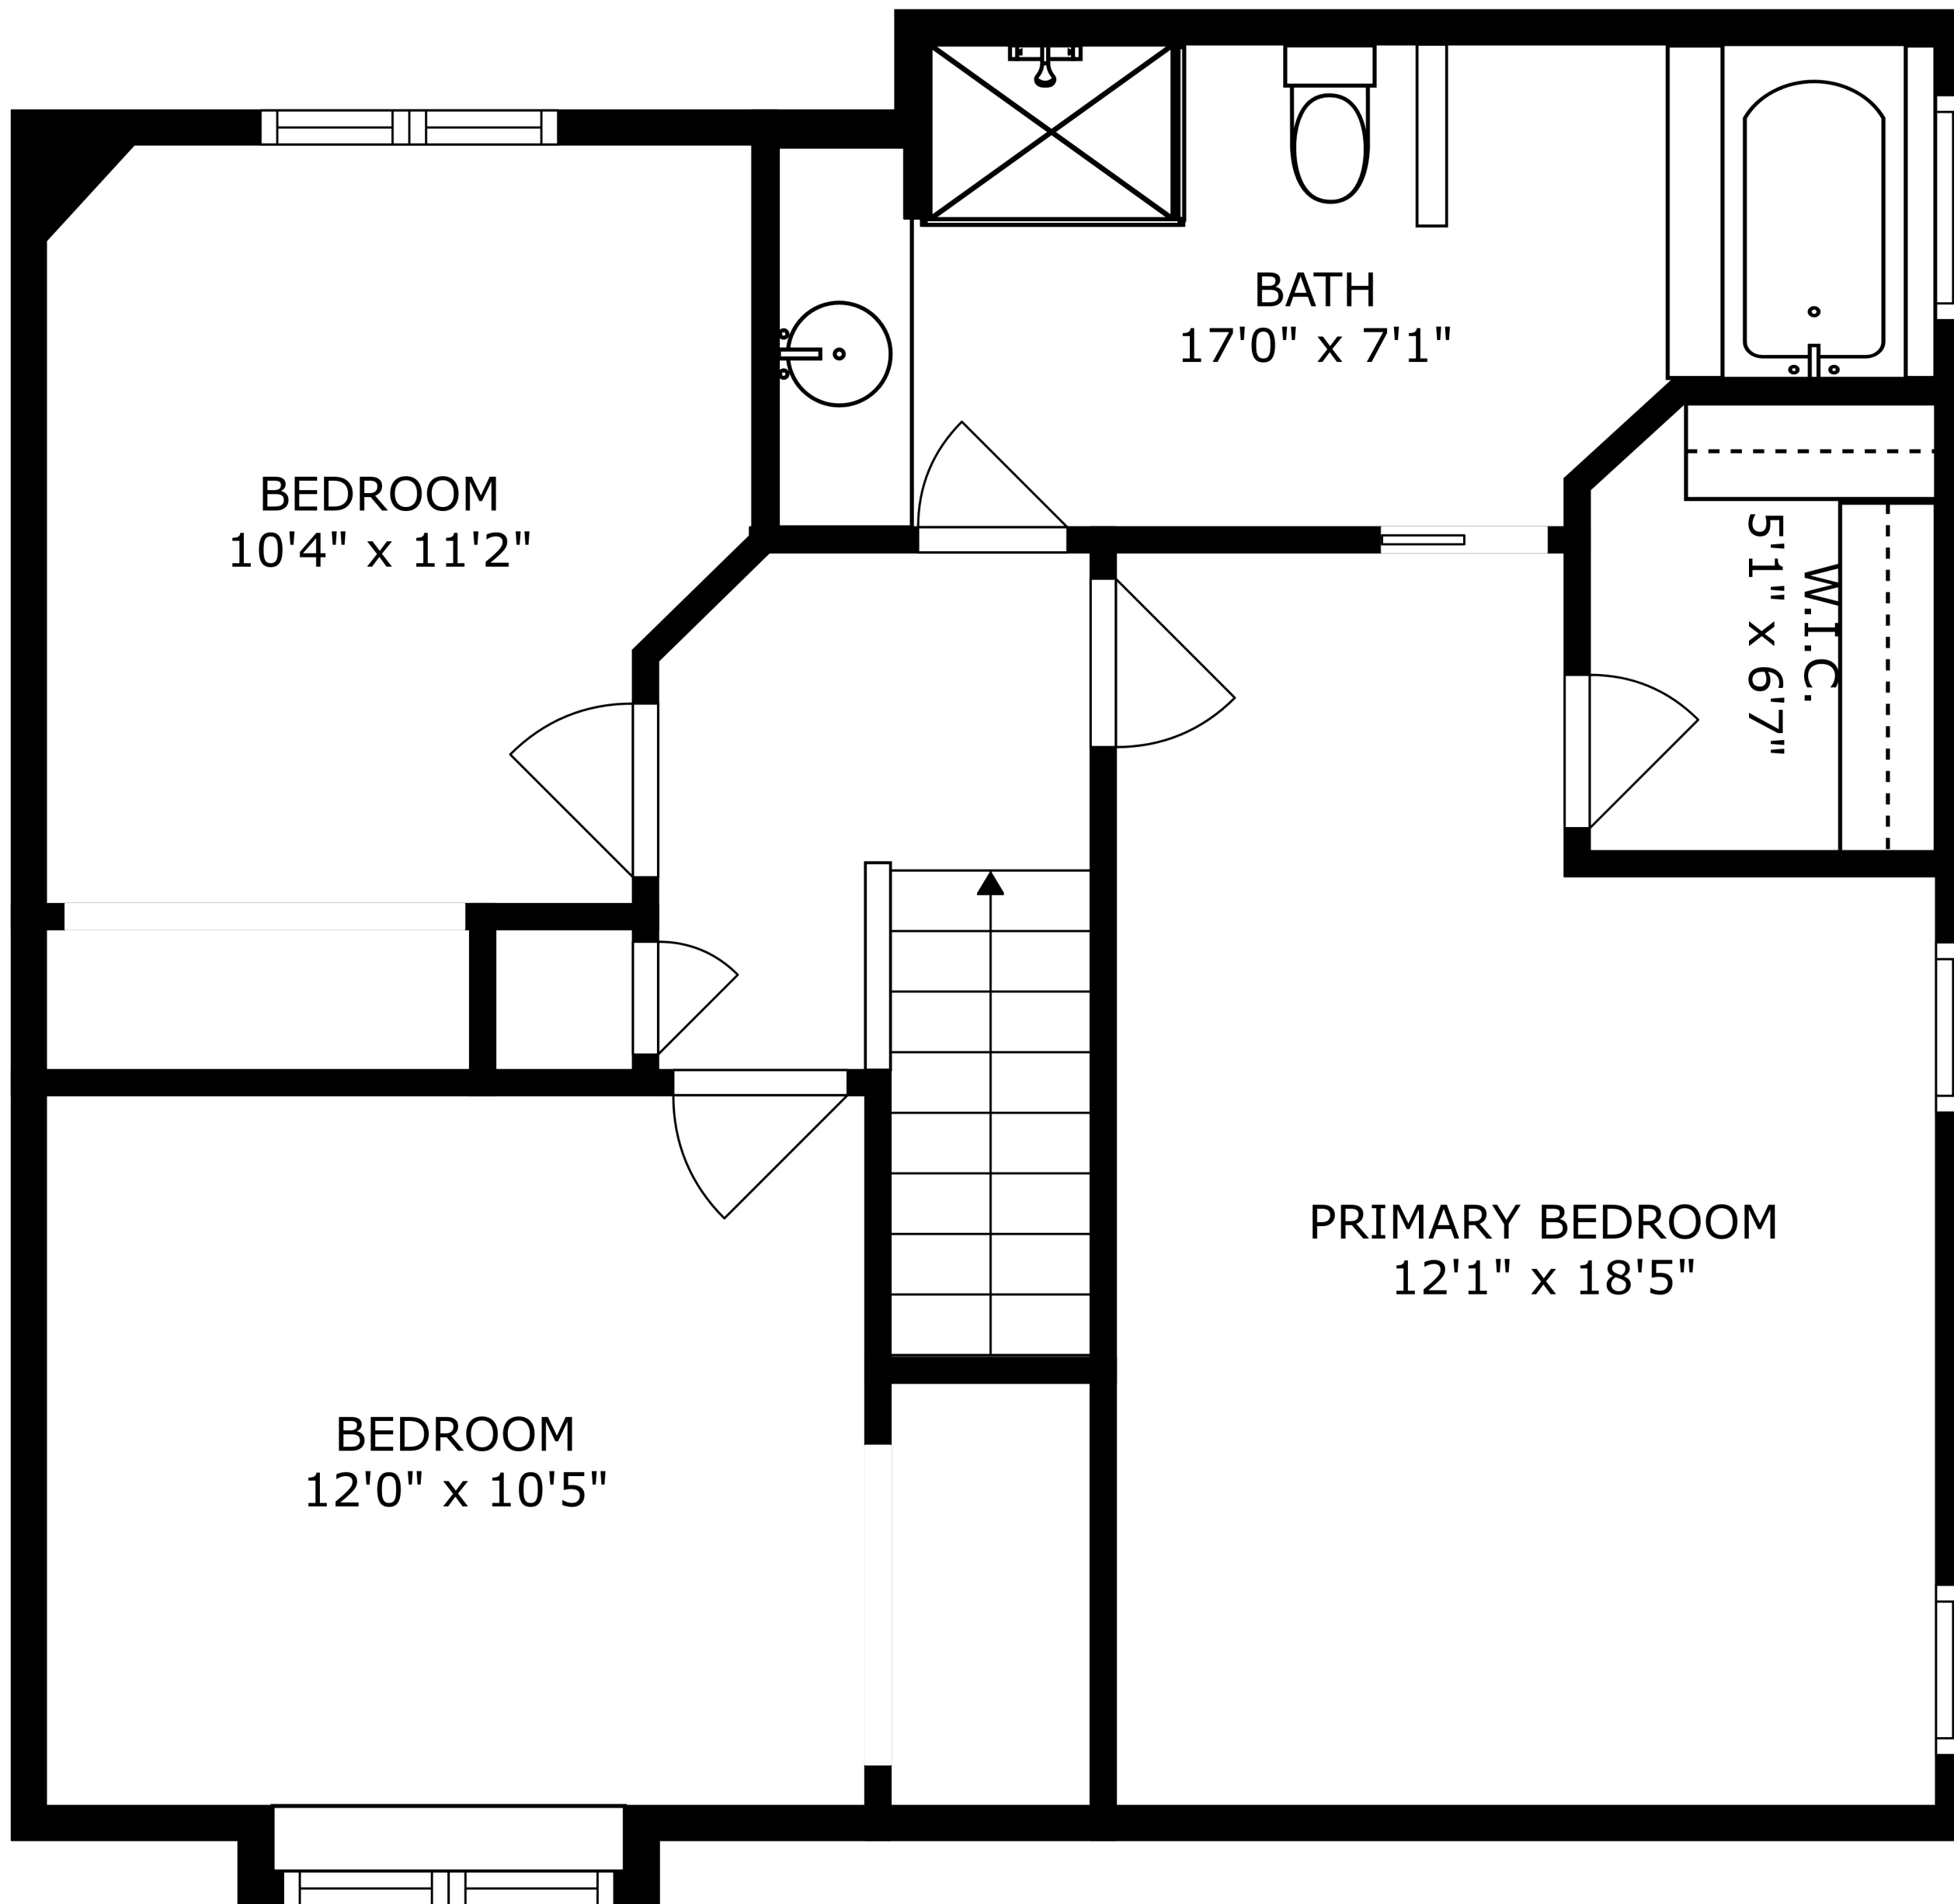 BATH
17'0" x 7'1"
BEDROOM
10'4" x 11'2"
W.I.C.
5'1" x 6'7"
PRIMARY BEDROOM
12'1" x 18'5"
BEDROOM
12'0" x 10'5"